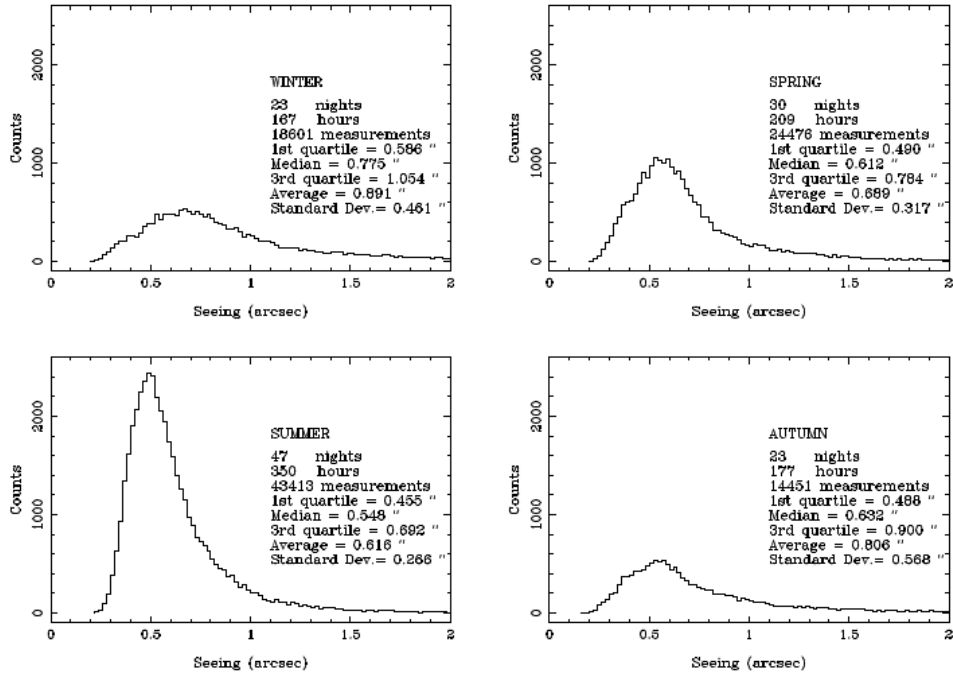 2000
1000
0
Counts
WINTER
23 nights
167 hours
18601 measurements
1st quartile = 0.586 "
Median = 0.775 "
3rd quartile = 1.054 "
Average = 0.891 "
Standard Dev.= 0.461 "
0 0.5 1 1.5 2
Seeing (arcsec)
2000
1000
0
Counts
SPRING
30 nights
209 hours
24476 measurements
1st quartile = 0.490 "
Median = 0.612 "
3rd quartile = 0.784 "
Average = 0.689 "
Standard Dev.= 0.317 "
0 0.5 1 1.5 2
Seeing (arcsec)
2000
1000
0
Counts
SUMMER
47 nights
350 hours
43413 measurements
1st quartile = 0.455 "
Median = 0.548 "
3rd quartile = 0.692 "
Average = 0.616 "
Standard Dev.= 0.266 "
0 0.5 1 1.5 2
Seeing (arcsec)
2000
1000
0
Counts
AUTUMN
23 nights
177 hours
14451 measurements
1st quartile = 0.488 "
Median = 0.632 "
3rd quartile = 0.900 "
Average = 0.806 "
Standard Dev.= 0.568 "
0 0.5 1 1.5 2
Seeing (arcsec)